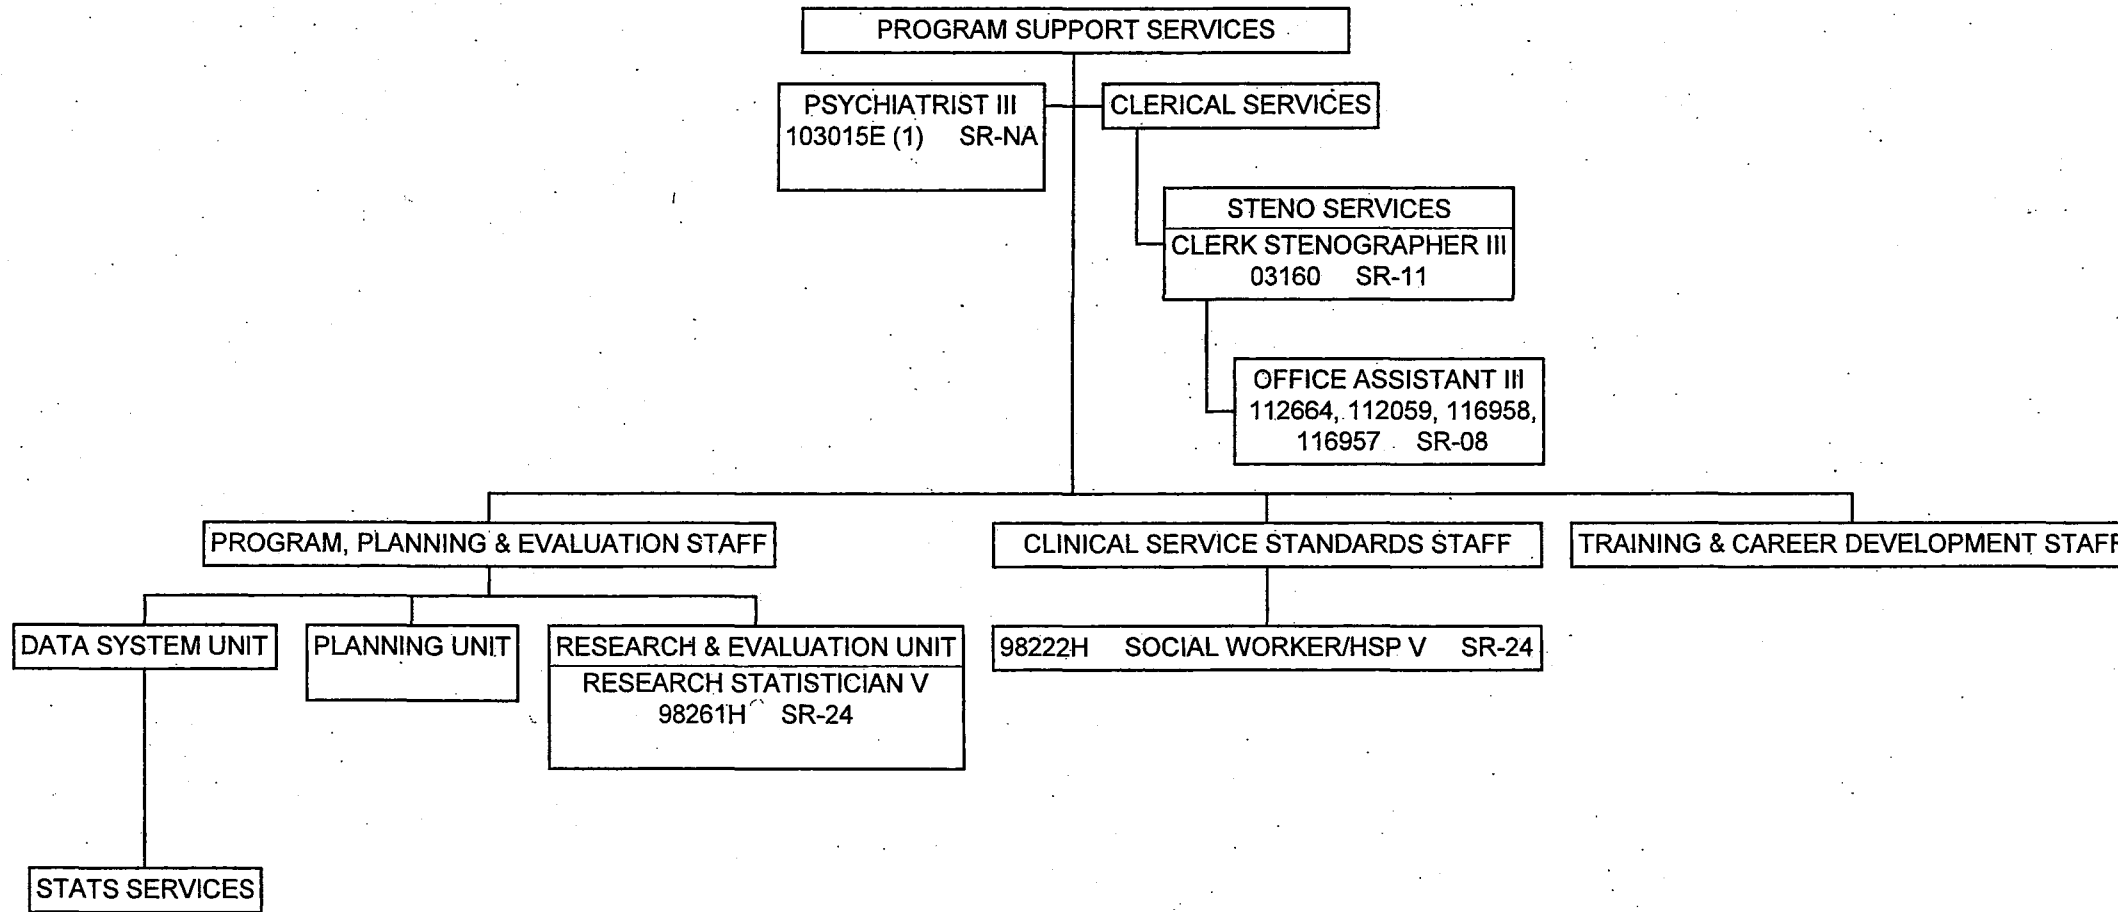 PROGRAM SUPPORT SERVICES
PSYCHIATRIST III
103015E (1) SR-NA
CLERICAL SERVICES
STENO SERVICES
CLERK STENOGRAPHER III
03160 SR-11
OFFICE ASSISTANT III
112664, 112059, 116958,
116957 SR-08
PROGRAM, PLANNING & EVALUATION STAFF
CLINICAL SERVICE STANDARDS STAFF
TRAINING & CAREER DEVELOPMENT STAFF
DATA SYSTEM UNIT
PLANNING UNIT
RESEARCH & EVALUATION UNIT
RESEARCH STATISTICIAN V
98261H SR-24
98222H SOCIAL WORKER/HSP V SR-24
STATS SERVICES